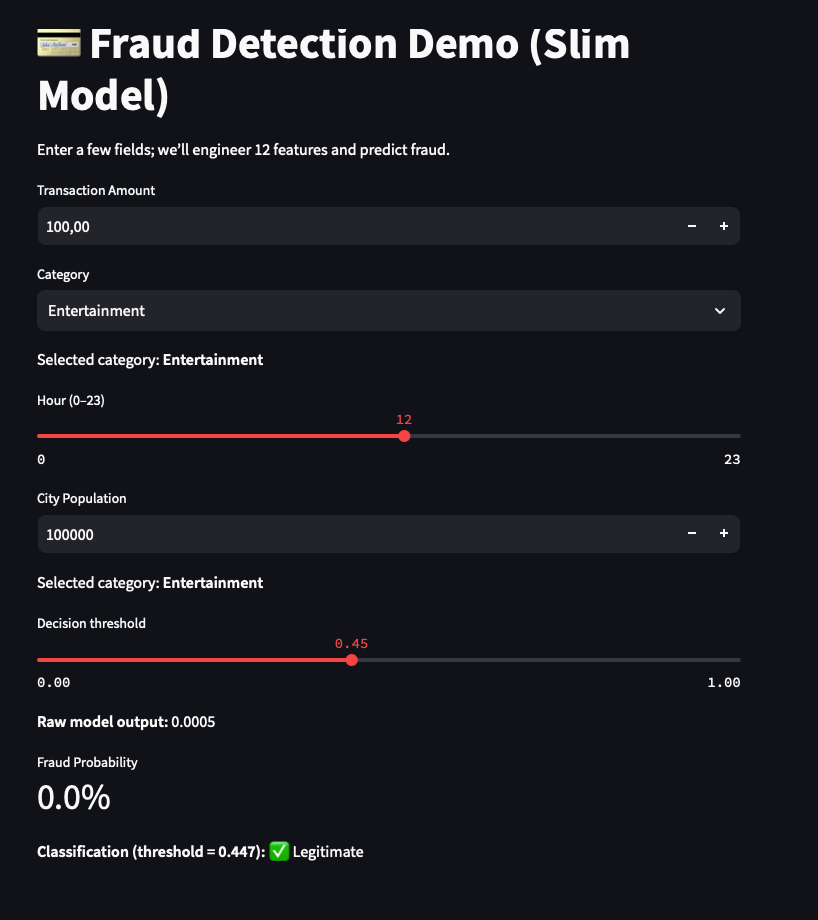 💳 Fraud Detection Demo (Slim
Model)
Enter a few fields; we’ll engineer 12 features and predict fraud.
Transaction Amount
100,00
Category
Entertainment
Selected category: Entertainment
Hour (0–23)
12
0 23
City Population
100000
Selected category: Entertainment
Decision threshold
0.45
0.00 1.00
Raw model output: 0.0005
Fraud Probability
0.0%
Classification (threshold = 0.447): ✅ Legitimate